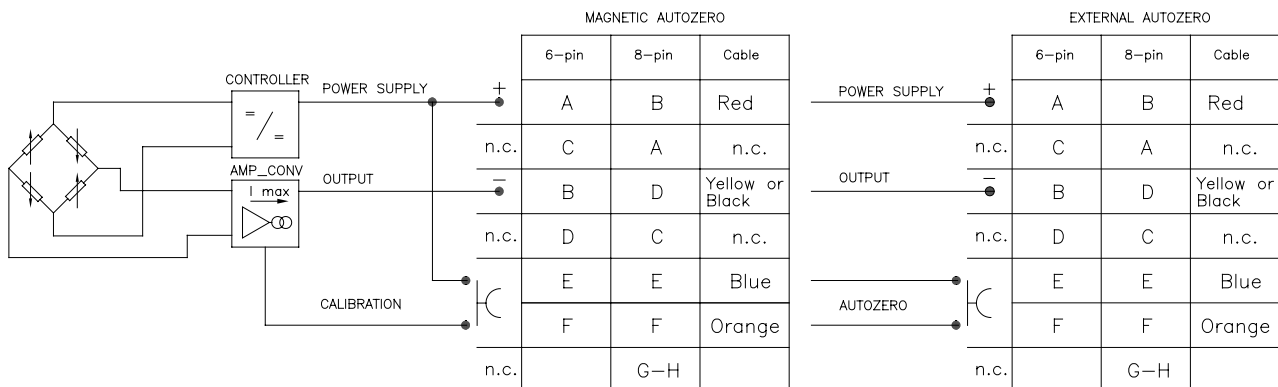 MAGNETIC AUTOZERO
6-pin 8-pin Cable
CONTROLLER
= / =
POWER SUPPLY + A B Red
n.c. C A n.c.
AMP_CONV
I max
OUTPUT − B D Yellow or Black
n.c. D C n.c.
E E Blue
CALIBRATION
F F Orange
n.c. G-H
EXTERNAL AUTOZERO
6-pin 8-pin Cable
POWER SUPPLY + A B Red
n.c. C A n.c.
OUTPUT − B D Yellow or Black
n.c. D C n.c.
E E Blue
AUTOZERO
F F Orange
n.c. G-H